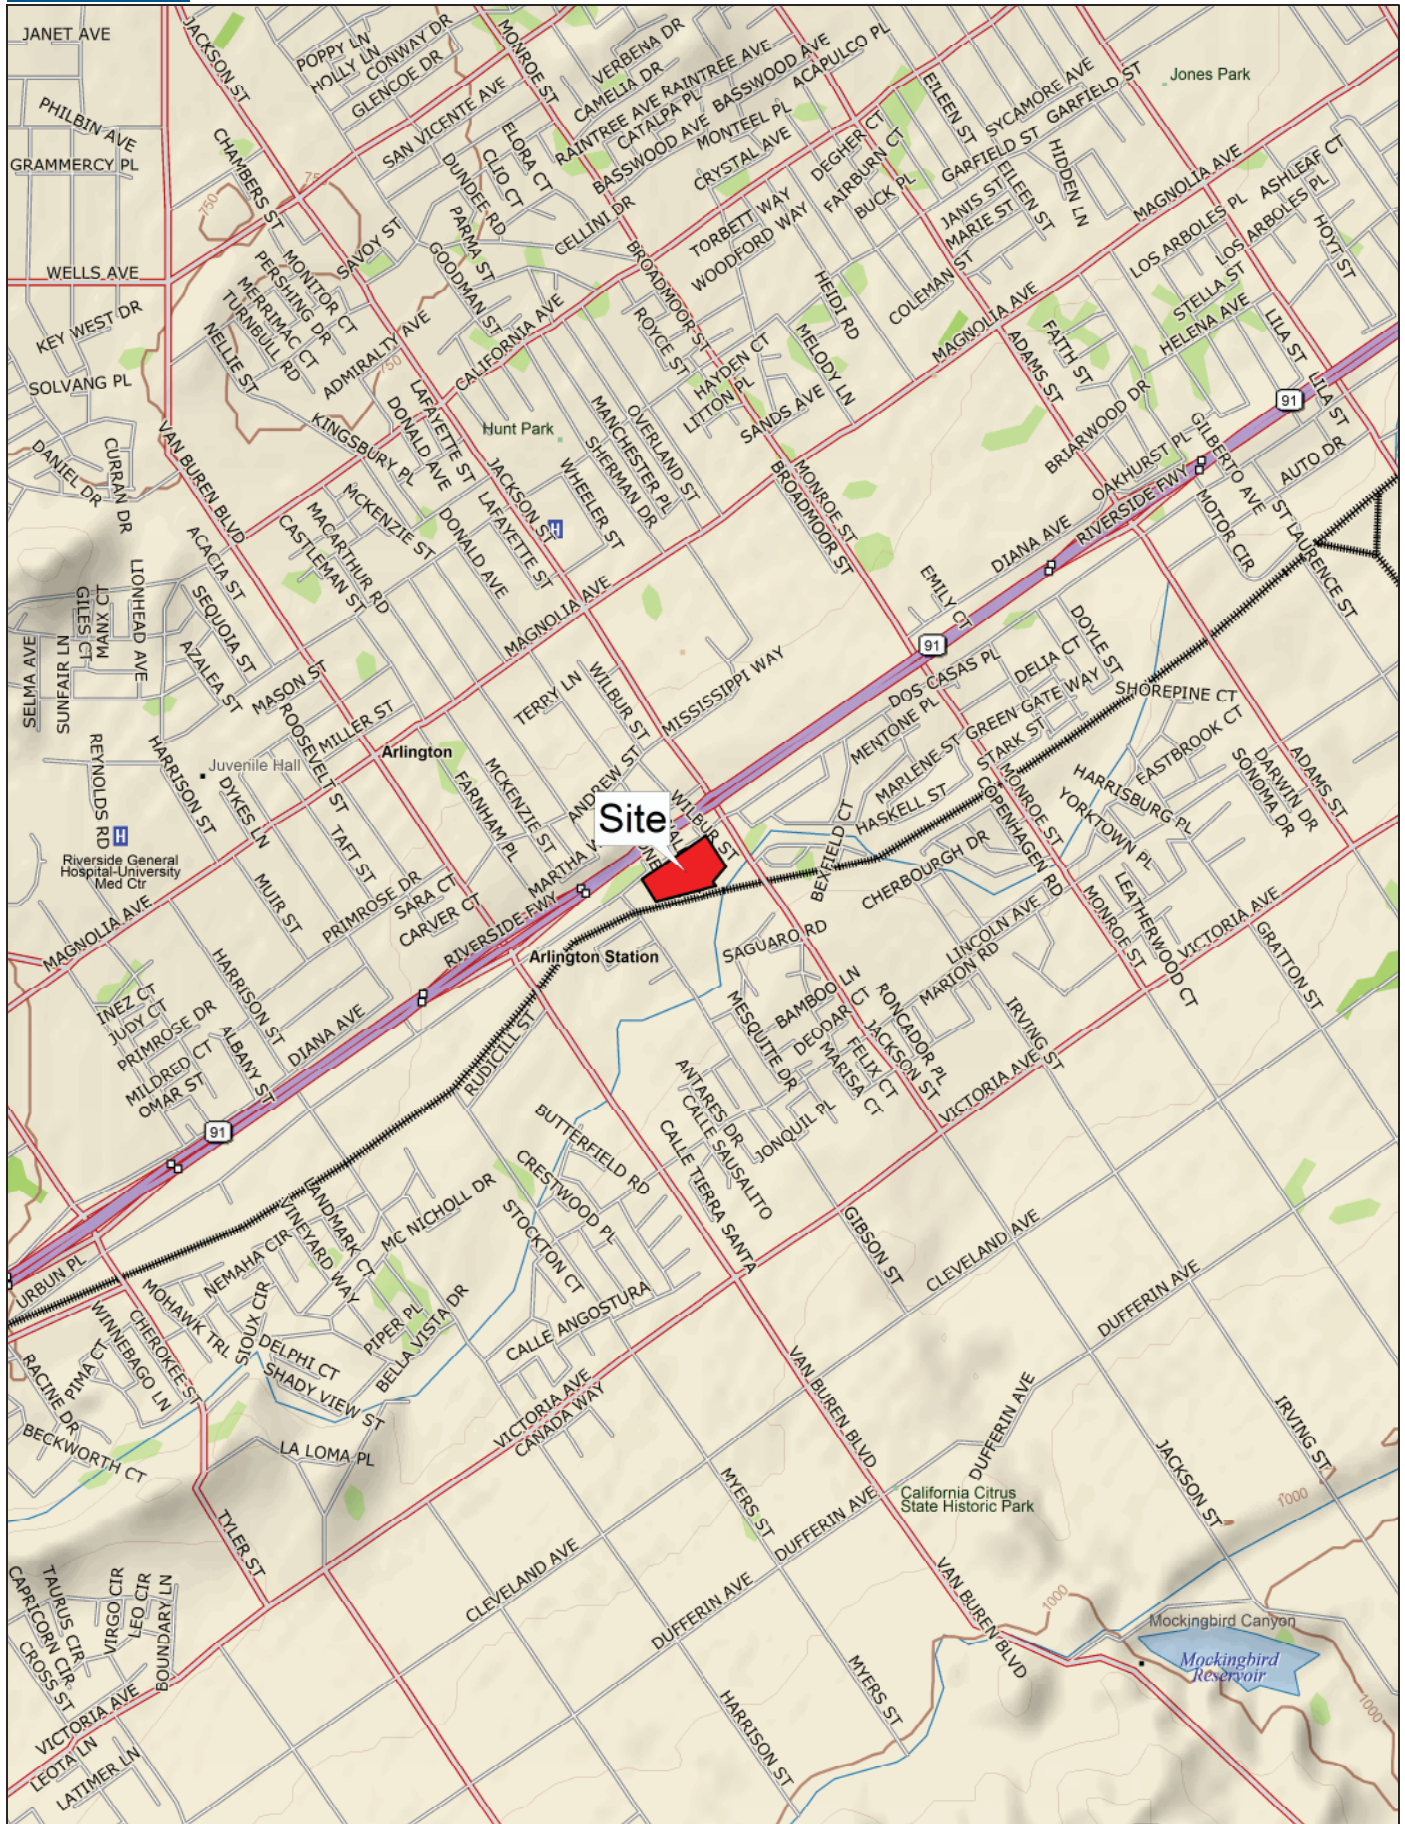 JANET AVE
JACKSON ST
POPPY LN
HOLLY LN
CONWAY DR
GLENCOE DR
MONROE ST
VERBENA DR
CAMELIA DR
RAINTREE AVE
RAINTREE AVE
CATALPA PL
BASSWOOD AVE
BASSWOOD AVE
ACAPULCO PL
MONTEEL PL
CRYSTAL AVE
EILEEN ST
SYCAMORE AVE
GARFIELD ST
GARFIELD ST
Jones Park
PHILBIN AVE
GRAMMERCY PL
CHAMBERS ST
SAN VICENTE AVE
ELORA CT
CLIO CT
DUNDEE RD
PARMA ST
GOODMAN ST
CELLINI DR
DEGHER CT
FAIRBURN CT
BUCK PL
JANIS ST
MARIE ST
EILEEN ST
HIDDEN LN
MAGNOLIA AVE
ASHLEAF CT
LOS ARBOLES PL
LOS ARBOLES PL
HOYT ST
750
750
WELLS AVE
SAVOY ST
MONITOR CT
PERSHING DR
MERRIMAC CT
TURNBULL RD
NELLIE ST
TORBETT WAY
WOODFORD WAY
BROADMOOR ST
HEIDI RD
COLEMAN ST
STELLA ST
HELENA AVE
LILA ST
LILA ST
KEY WEST DR
SOLVANG PL
ADMIRALTY AVE
750
CALIFORNIA AVE
ROYCE ST
HAYDEN CT
LITTON PL
MELODY LN
SANDS AVE
MAGNOLIA AVE
ADAMS ST
FAITH ST
BRIARWOOD DR
91
DANIEL DR
CURRAN DR
VAN BUREN BLVD
KINGSBURY PL
LAFAYETTE ST
DONALD AVE
Hunt Park
MANCHESTER PL
OVERLAND ST
SHERMAN DR
WHEELER ST
JACKSON ST
LAFAYETTE ST
H
BROADMOOR ST
MONROE ST
OAKHURST PL
GILBERTO AVE
RIVERSIDE FWY
AUTO DR
MOTOR CIR
ST LAURENCE ST
DIANA AVE
EMILY CT
ACACIA ST
MACARTHUR RD
CASTLEMAN ST
MCKENZIE ST
DONALD AVE
LIONHEAD AVE
MANX CT
GILES CT
SUNFAIR LN
SELMA AVE
SEQUOIA ST
AZALEA ST
MASON ST
MAGNOLIA AVE
91
DOYLE ST
DELIA CT
GREEN GATE WAY
DOS CASAS PL
MENTONE PL
MARLENE ST
STARK ST
HASKELL ST
SHOREPINE CT
EASTBROOK CT
TERRY LN
WILBUR ST
MISSISSIPPI WAY
ROOSEVELT ST
MILLER ST
Arlington
Juvenile Hall
REYNOLDS RD
HARRISON ST
DYKES LN
FARNHAM PL
MCKENZIE ST
ANDREW ST
Site
WILBUR ST
MONROE ST
COPENHAGEN RD
HARRISBURG PL
YORKTOWN PL
SONOMA DR
DARWIN DR
ADAMS ST
H
Riverside General
Hospital-University
Med Ctr
TAFT ST
MUIR ST
PRIMROSE DR
SARA CT
CARVER CT
RIVERSIDE FWY
BEXFIELD CT
CHERBOURGH DR
LEATHERWOOD CT
MAGNOLIA AVE
Arlington Station
SAGUARO RD
LINCOLN AVE
MARION RD
MONROE ST
VICTORIA AVE
GRATTON ST
INEZ CT
JUDY CT
PRIMROSE DR
MILDRED CT
OMAR ST
ALBANY ST
HARRISON ST
DIANA AVE
RUDICILL ST
MESQUITE DR
BAMBOO LN
DEODAR CT
MARISA CT
FELIX CT
JACKSON ST
RONCADOR PL
IRVING ST
VICTORIA AVE
91
ANTARES DR
CALLE SAUSALITO
JONQUIL PL
CALLE TIERRA SANTA
BUTTERFIELD RD
CRESTWOOD PL
STOCKTON CT
MC NICHOLL DR
LANDMARK CT
VINEYARD WAY
NEMAHA CIR
GIBSON ST
CLEVELAND AVE
DUFFERIN AVE
URBUN PL
MOHAWK TRL
SIOUX CIR
CHEROKEE ST
WINNEBAGO LN
PIMA CT
RACINE DR
DELPHI CT
SHADY VIEW ST
PIPER PL
BELLA VISTA DR
CALLE ANGOSTURA
VICTORIA AVE
CANADA WAY
VAN BUREN BLVD
DUFFERIN AVE
BECKWORTH CT
LA LOMA PL
IRVING ST
JACKSON ST
MYERS ST
DUFFERIN AVE
California Citrus
State Historic Park
1000
TYLER ST
CLEVELAND AVE
DUFFERIN AVE
VAN BUREN BLVD
1000
TAURUS CIR
CAPRICORN CIR
CROSS ST
VIRGO CIR
LEO CIR
BOUNDARY LN
Mockingbird Canyon
Mockingbird
Reservoir
1000
MYERS ST
HARRISON ST
VICTORIA AVE
LEOTA LN
LATIMER LN